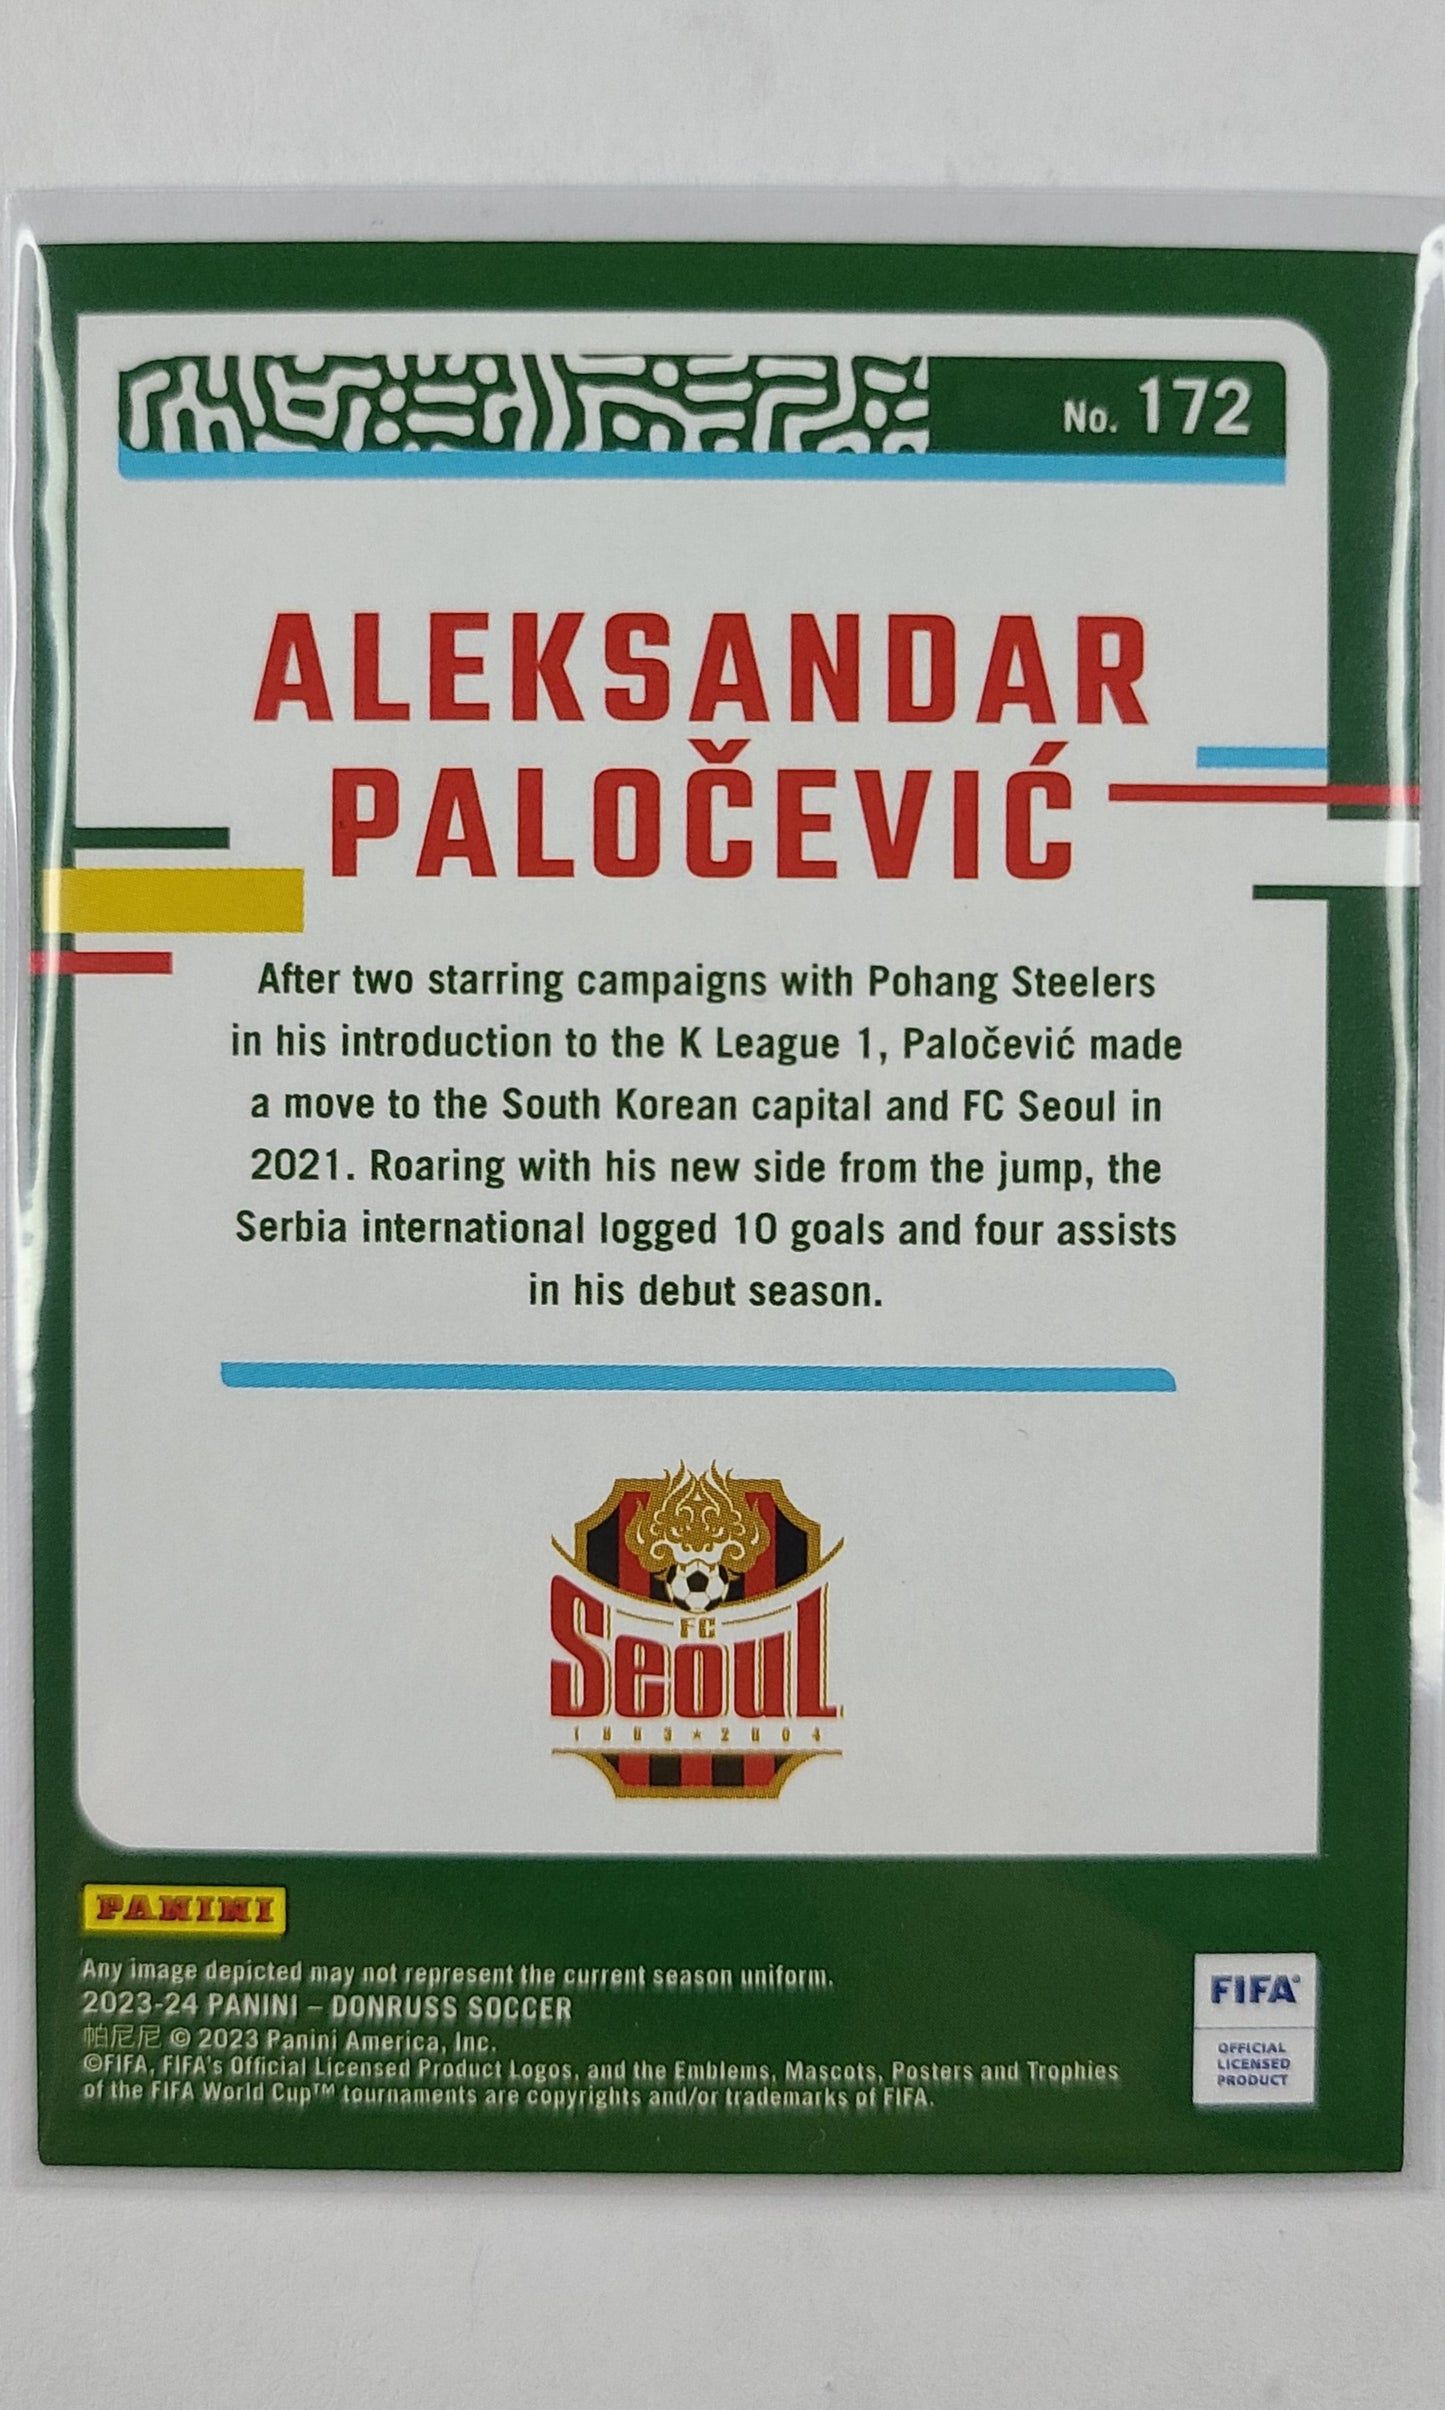 No. 172
ALEKSANDAR
PALOČEVIĆ
After two starring campaigns with Pohang Steelers
in his introduction to the K League 1, Paločević made
a move to the South Korean capital and FC Seoul in
2021. Roaring with his new side from the jump, the
Serbia international logged 10 goals and four assists
in his debut season.
FC
Seoul
1983★2004
PANINI
Any image depicted may not represent the current season uniform.
2023-24 PANINI – DONRUSS SOCCER
帕尼尼 © 2023 Panini America, Inc.
©FIFA, FIFA's Official Licensed Product Logos, and the Emblems, Mascots, Posters and Trophies
of the FIFA World Cup™ tournaments are copyrights and/or trademarks of FIFA.
FIFA®
OFFICIAL
LICENSED
PRODUCT